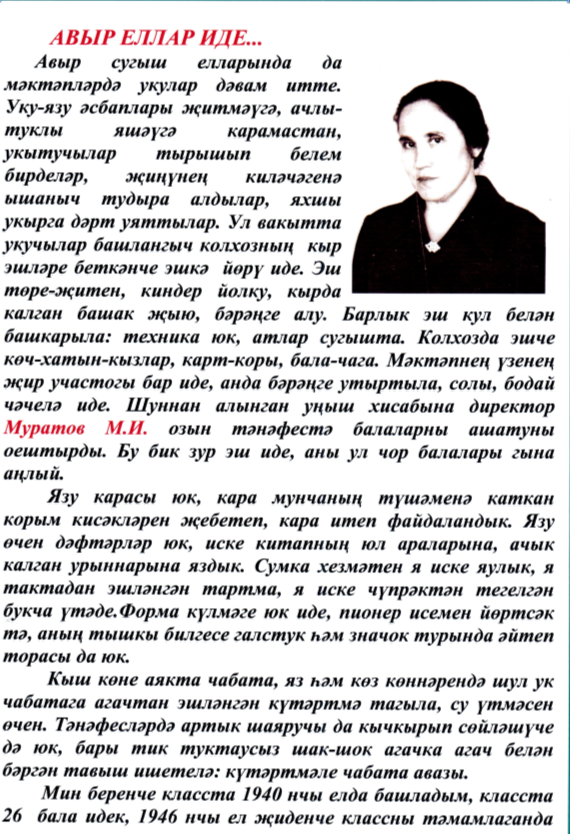 АВЫР ЕЛЛАР ИДЕ...
Авыр сугыш елларында да
мәктәпләрдә укулар дәвам итте.
Уку-язу әсбаплары җитмәүгә, ачлы-
туклы яшәүгә карамастан,
укытучылар тырышып белем
бирделәр, җиңүнең киләчәгенә
ышаныч тудыра алдылар, яхшы
укырга дәрт уяттылар. Ул вакытта
укучылар башлангыч колхозның кыр
эшләре беткәнче эшкә йөрү иде. Эш
төре-җитен, киндер йолку, кырда
калган башак җыю, бәрәңге алу. Барлык эш кул белән
башкарыла: техника юк, атлар сугышта. Колхозда эшче
көч-хатын-кызлар, карт-коры, бала-чага. Мәктәпнең үзенең
җир участогы бар иде, анда бәрәңге утыртыла, солы, бодай
чәчелә иде. Шуннан алынган уңыш хисабына директор
Муратов М.И. озын тәнәфестә балаларны ашатуны
оештырды. Бу бик зур эш иде, аны ул чор балалары гына
аңлый.
Язу карасы юк, кара мунчаның түшәменә каткан
корым кисәкләрен җебетеп, кара итеп файдаландык. Язу
өчен дәфтәрләр юк, иске китапның юл араларына, ачык
калган урыннарына яздык. Сумка хезмәтен я иске яулык, я
тактадан эшләнгән тартма, я иске чүпрәктән тегелгән
букча үтәде.Форма күлмәге юк иде, пионер исемен йөртсәк
тә, аның тышкы билгесе галстук һәм значок турында әйтеп
торасы да юк.
Кыш көне аякта чабата, яз һәм көз көннәрендә шул ук
чабатага агачтан эшләнгән күтәртмә тагыла, су үтмәсен
өчен. Тәнәфесләрдә артык шаяручы да кычкырып сөйләшүче
дә юк, бары тик туктаусыз шак-шок агачка агач белән
бәргән тавыш ишетелә: күтәртмәле чабата авазы.
Мин беренче класста 1940 нчы елда башладым, класста
26 бала идек, 1946 нчы ел җиденче классны тәмамлаганда